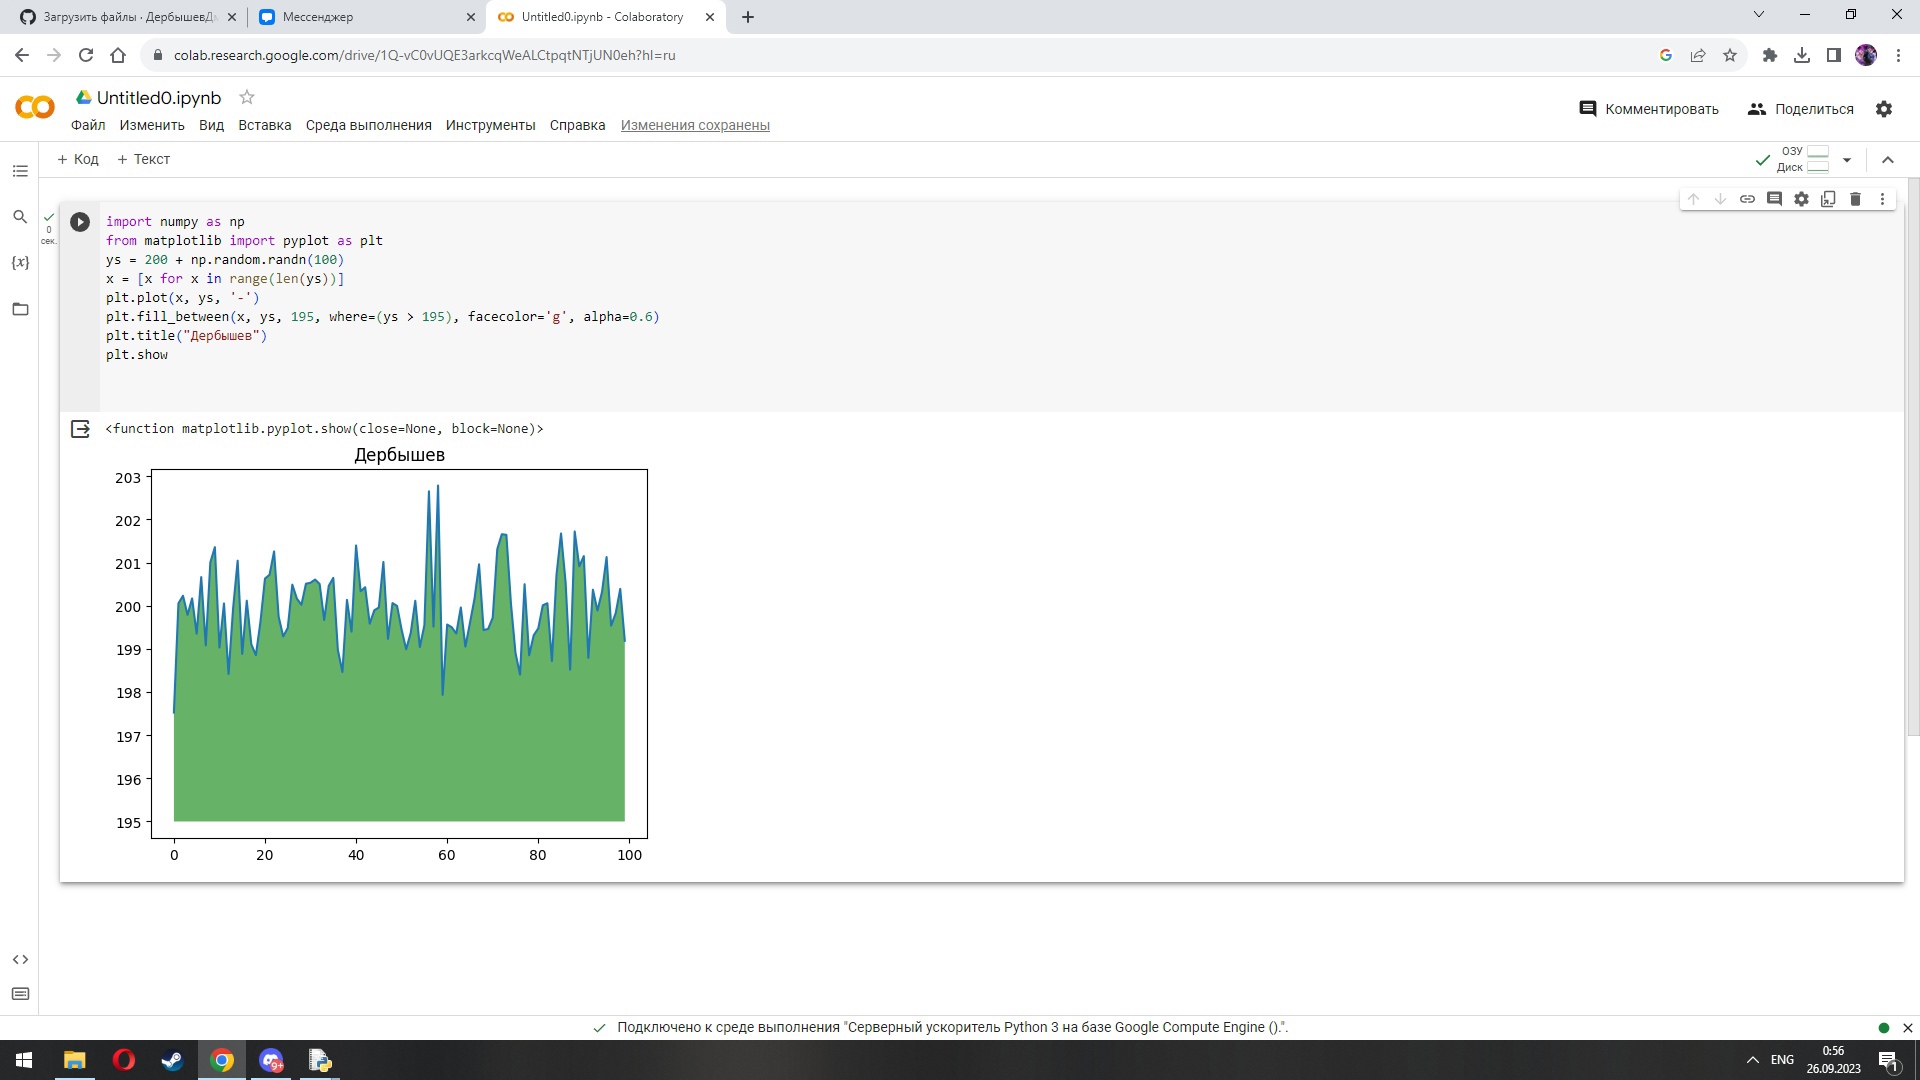 Загрузить файлы · ДербышевД
Мессенджер
Untitled0.ipynb - Colaboratory
colab.research.google.com/drive/1Q-vC0vUQE3arkcqWeALCtpqtNTjUN0eh?hl=ru
Untitled0.ipynb
Комментировать
Поделиться
Файл Изменить Вид Вставка Среда выполнения Инструменты Справка Изменения сохранены
+ Код + Текст
ОЗУ
Диск
0
сек.
{x}
import numpy as np
from matplotlib import pyplot as plt
ys = 200 + np.random.randn(100)
x = [x for x in range(len(ys))]
plt.plot(x, ys, '-')
plt.fill_between(x, ys, 195, where=(ys > 195), facecolor='g', alpha=0.6)
plt.title("Дербышев")
plt.show
<function matplotlib.pyplot.show(close=None, block=None)>
Дербышев
203
202
201
200
199
198
197
196
195
0 20 40 60 80 100
Подключено к среде выполнения "Серверный ускоритель Python 3 на базе Google Compute Engine ().".
9+
ENG
0:56
26.09.2023
1